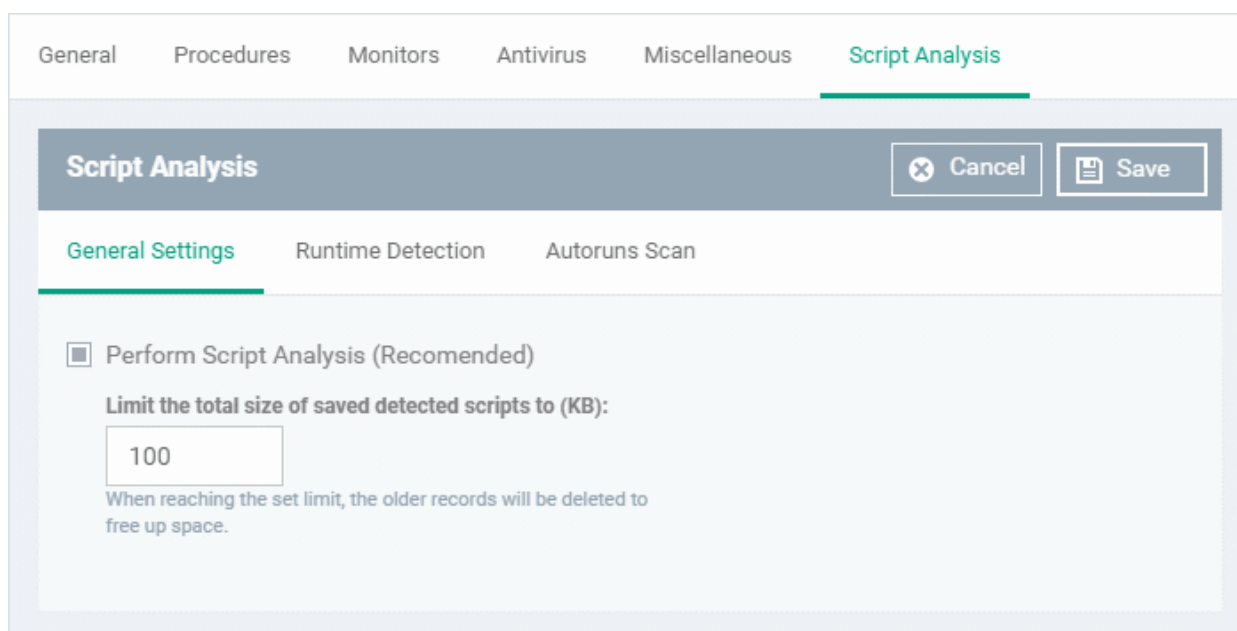 General Procedures Monitors Antivirus Miscellaneous Script Analysis
Script Analysis Cancel Save
General Settings Runtime Detection Autoruns Scan
Perform Script Analysis (Recomended)
Limit the total size of saved detected scripts to (KB):
100
When reaching the set limit, the older records will be deleted to
free up space.